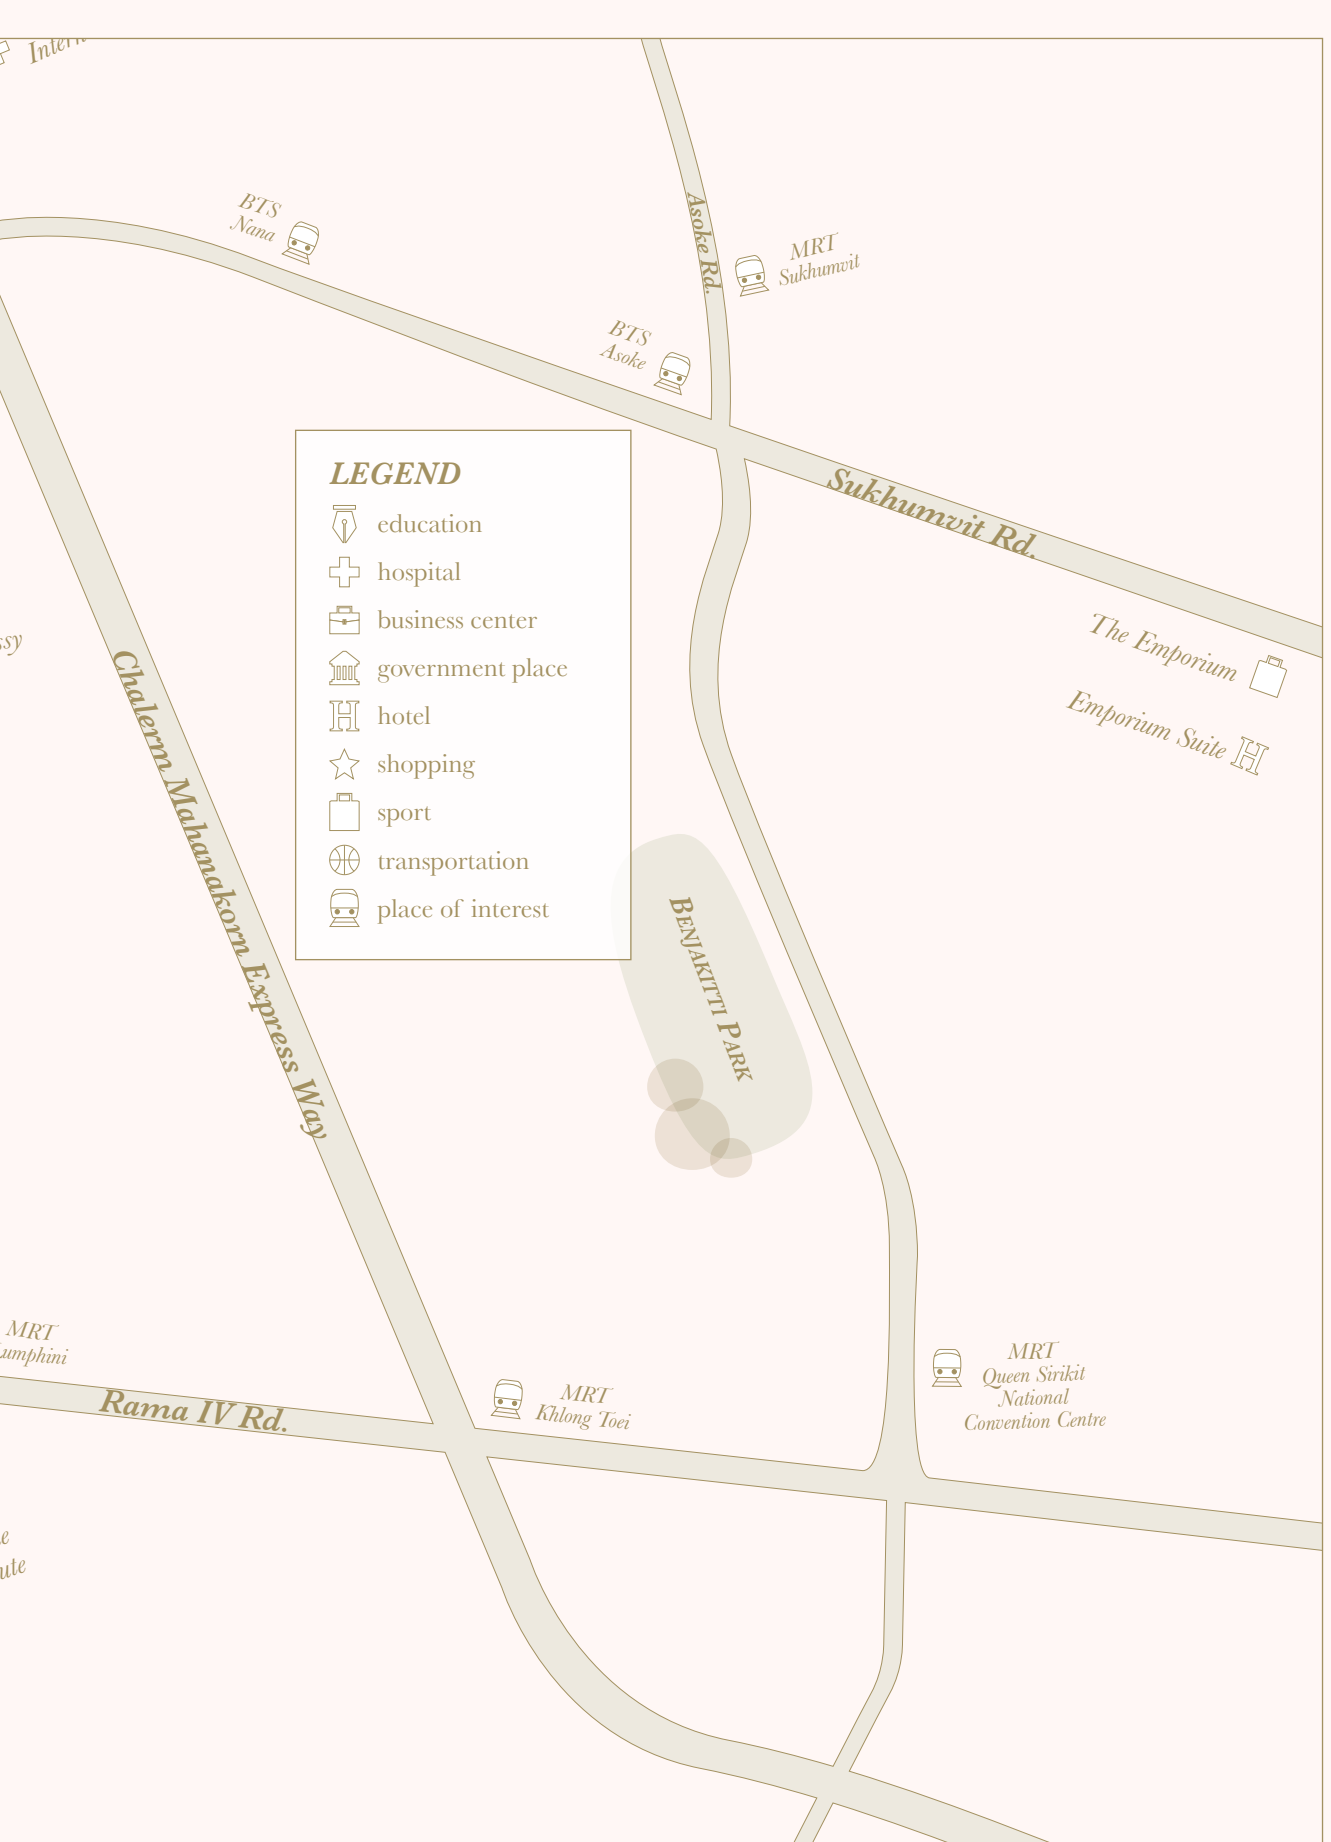 BTS
Nana
Asoke Rd.
MRT
Sukhumvit
BTS
Asoke
Sukhumvit Rd.
LEGEND
education
hospital
business center
government place
hotel
shopping
sport
transportation
place of interest
The Emporium
Emporium Suite
Chalerm Mahanakorn Express Way
BENJAKITTI PARK
MRT
Rama IV Rd.
MRT
Khlong Toei
MRT
Queen Sirikit
National
Convention Centre